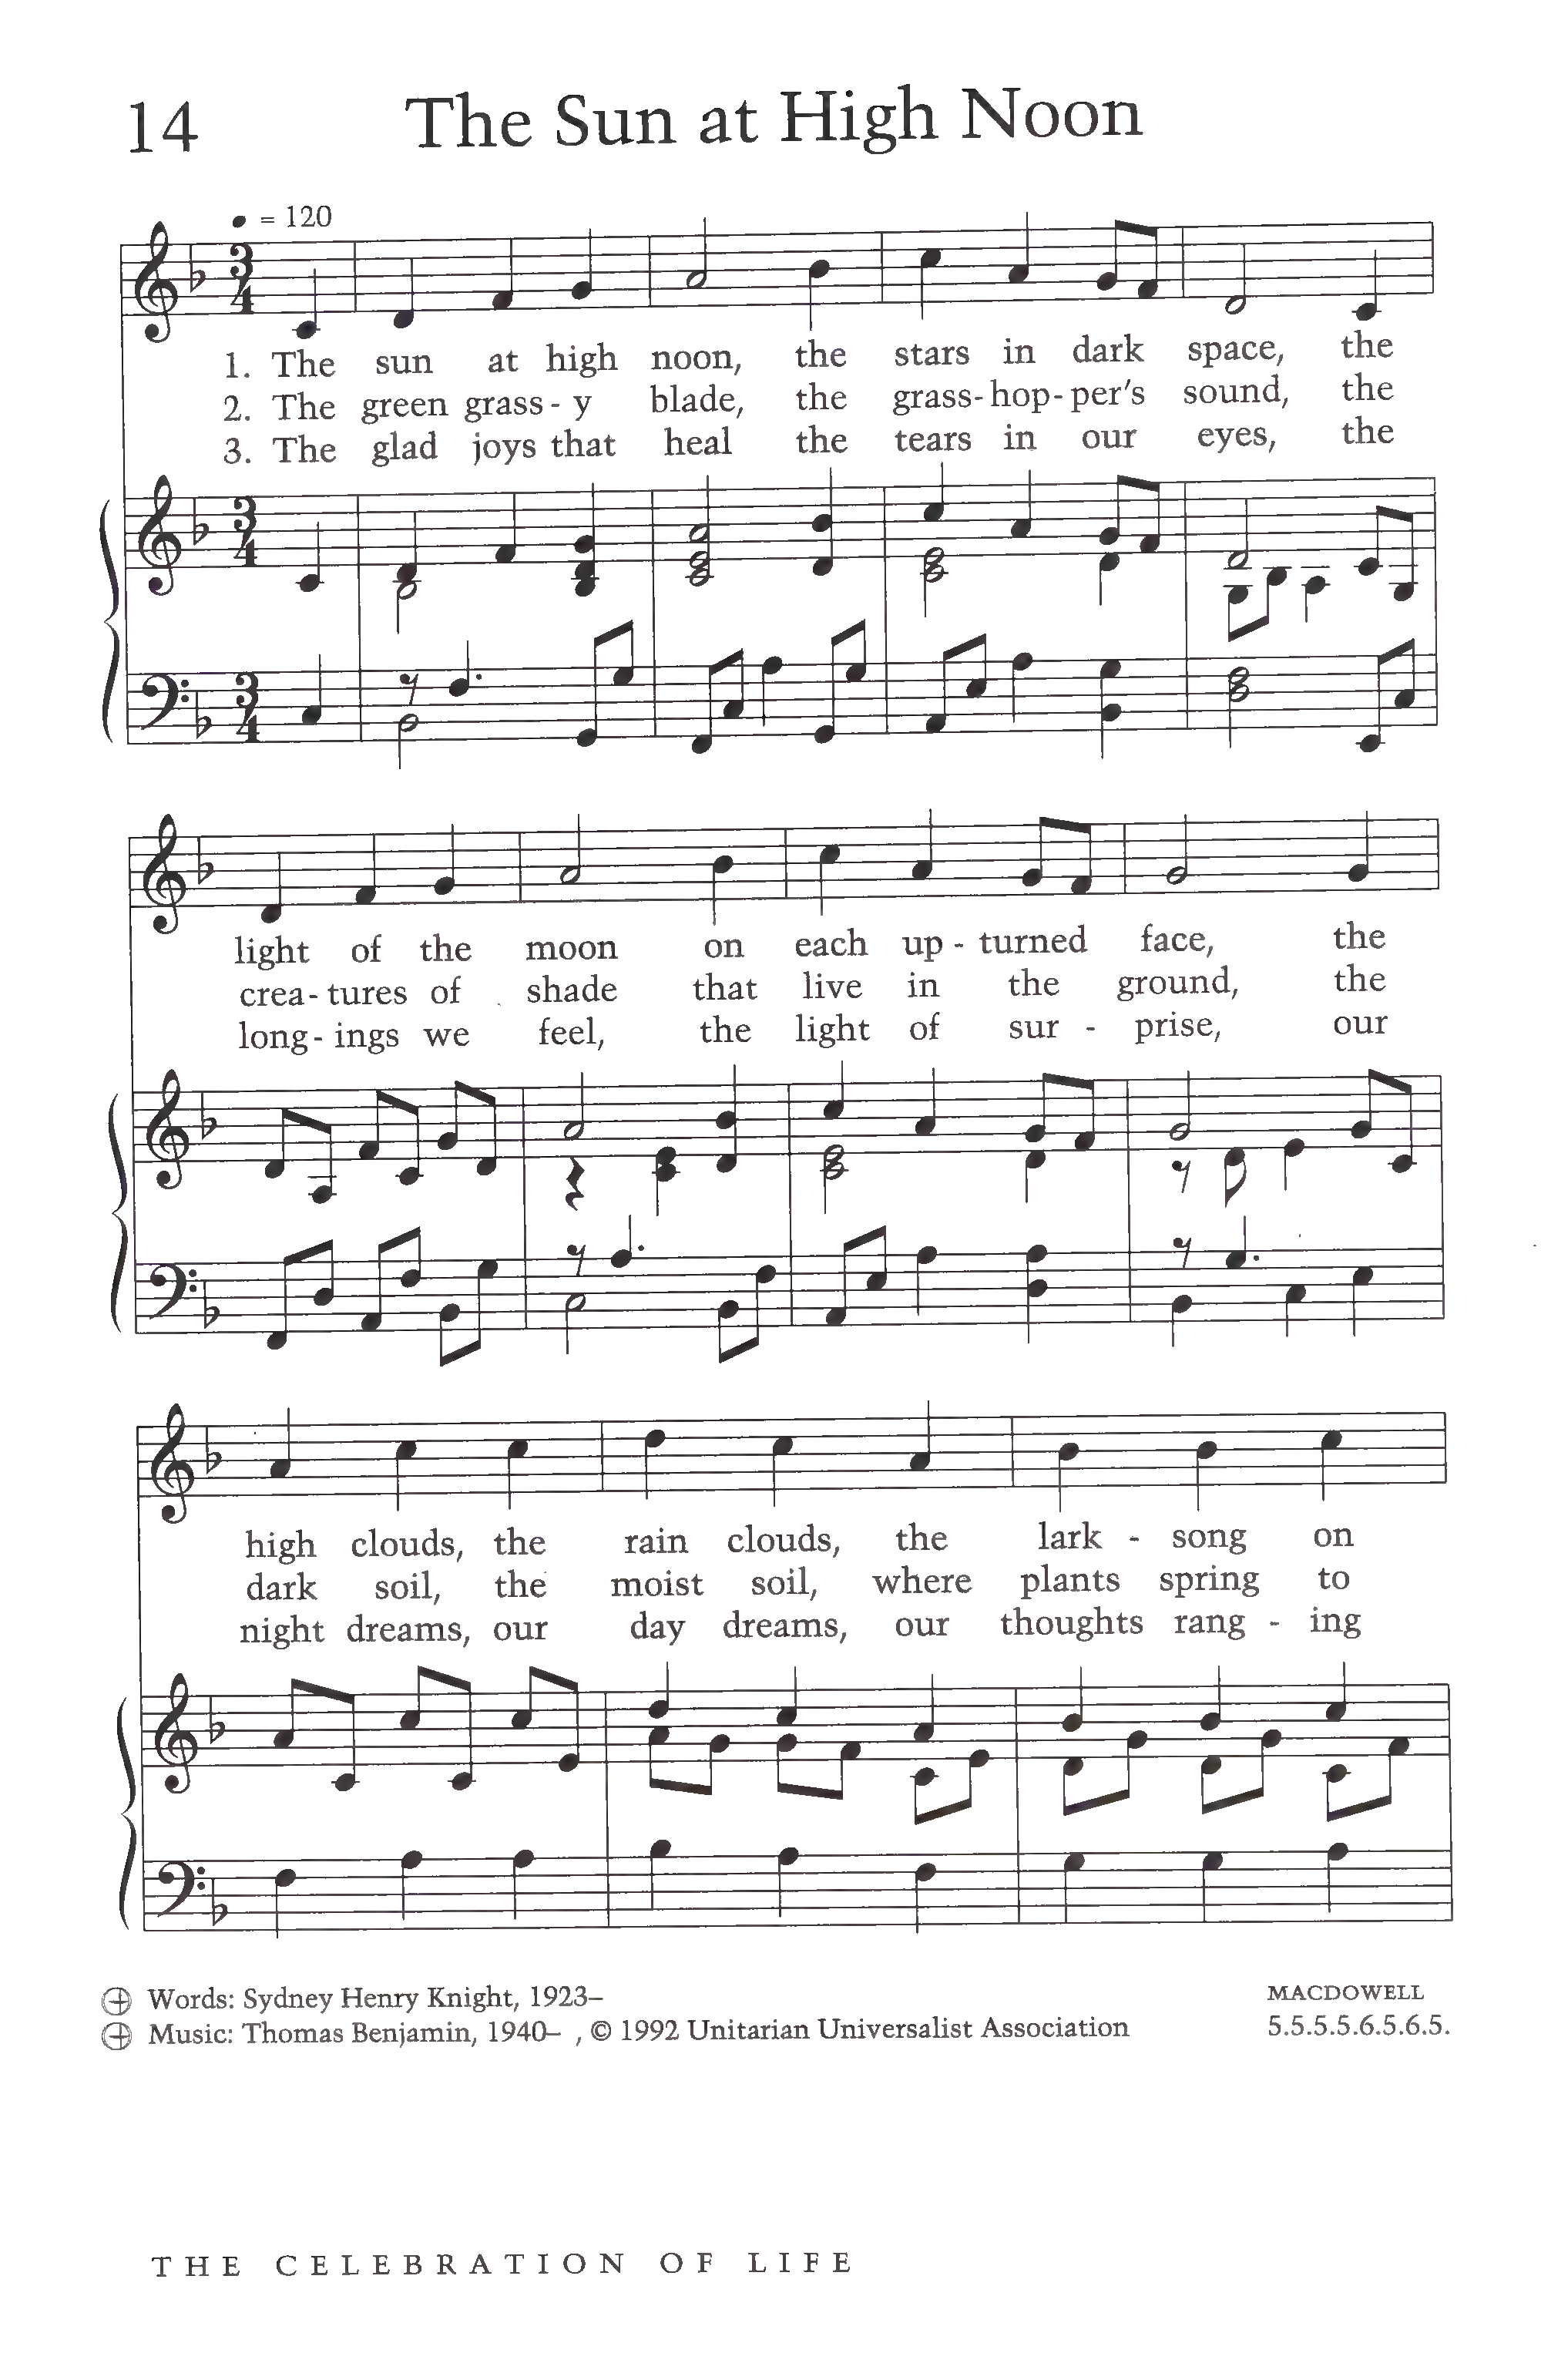 14 The Sun at High Noon
= 120
3/4
1. The sun at high noon, the stars in dark space, the
2. The green grass - y blade, the grass - hop - per's sound, the
3. The glad joys that heal the tears in our eyes, the
3/4
3/4
light of the moon on each up - turned face, the
crea - tures of shade that live in the ground, the
long - ings we feel, the light of sur - prise, our
high clouds, the rain clouds, the lark - song on
dark soil, the moist soil, where plants spring to
night dreams, our day dreams, our thoughts rang - ing
Words: Sydney Henry Knight, 1923– MACDOWELL
Music: Thomas Benjamin, 1940– , © 1992 Unitarian Universalist Association 5.5.5.5.6.5.6.5.
THE CELEBRATION OF LIFE